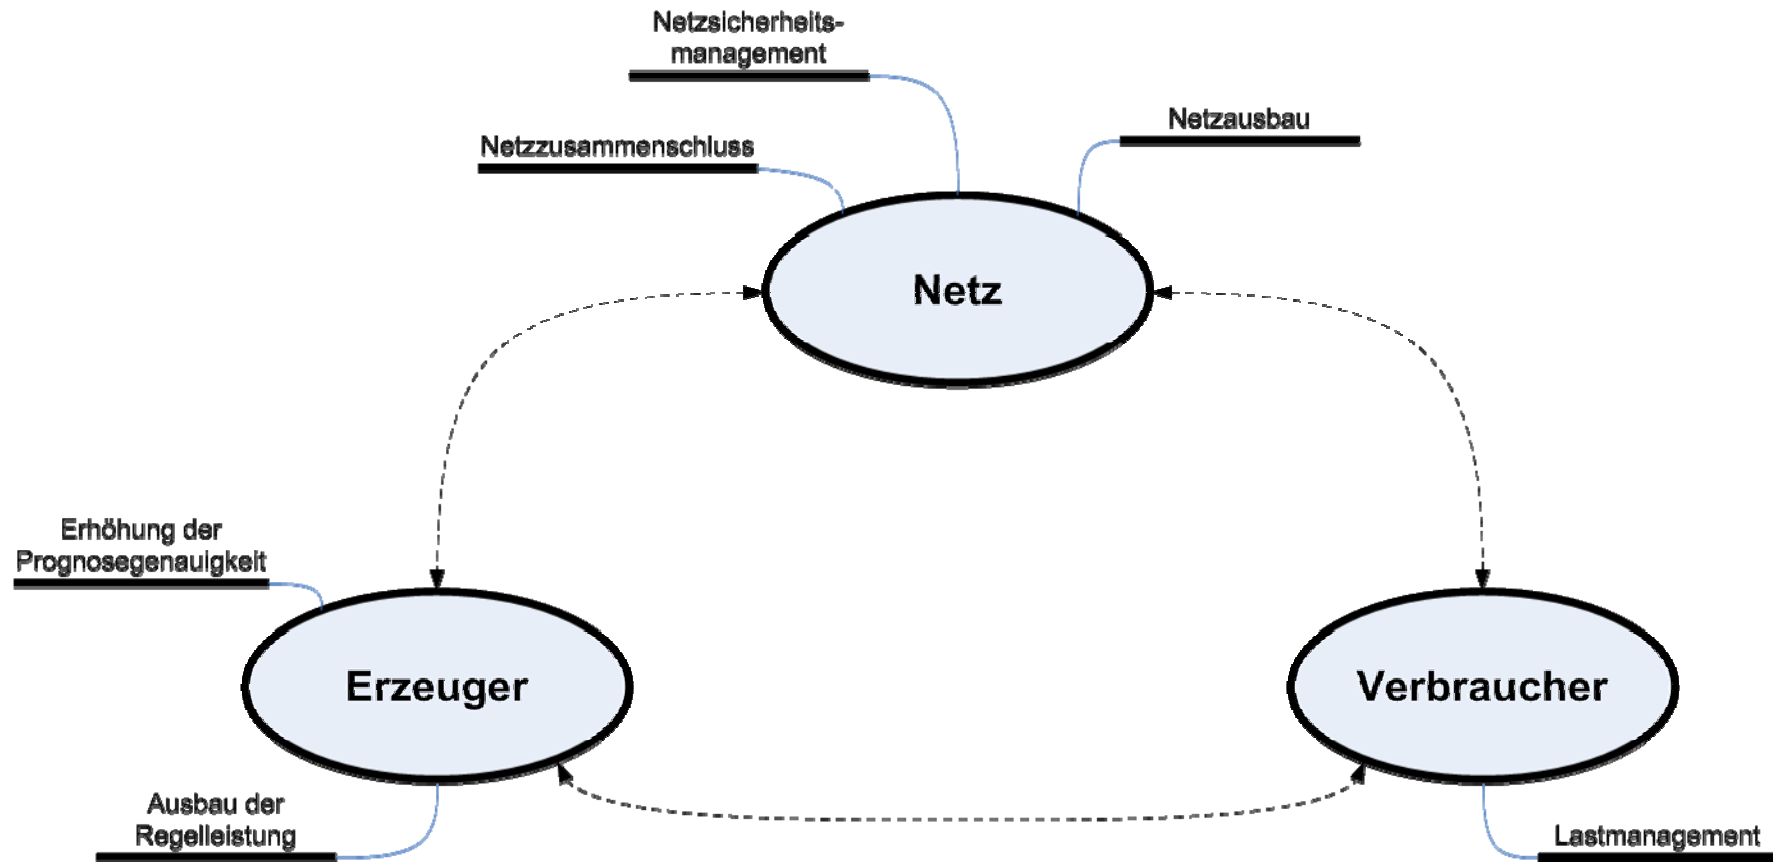 Netzsicherheits-
management
Netzausbau
Netzzusammenschluss
Netz
Erhöhung der
Prognosegenauigkeit
Erzeuger
Verbraucher
Ausbau der
Regelleistung
Lastmanagement